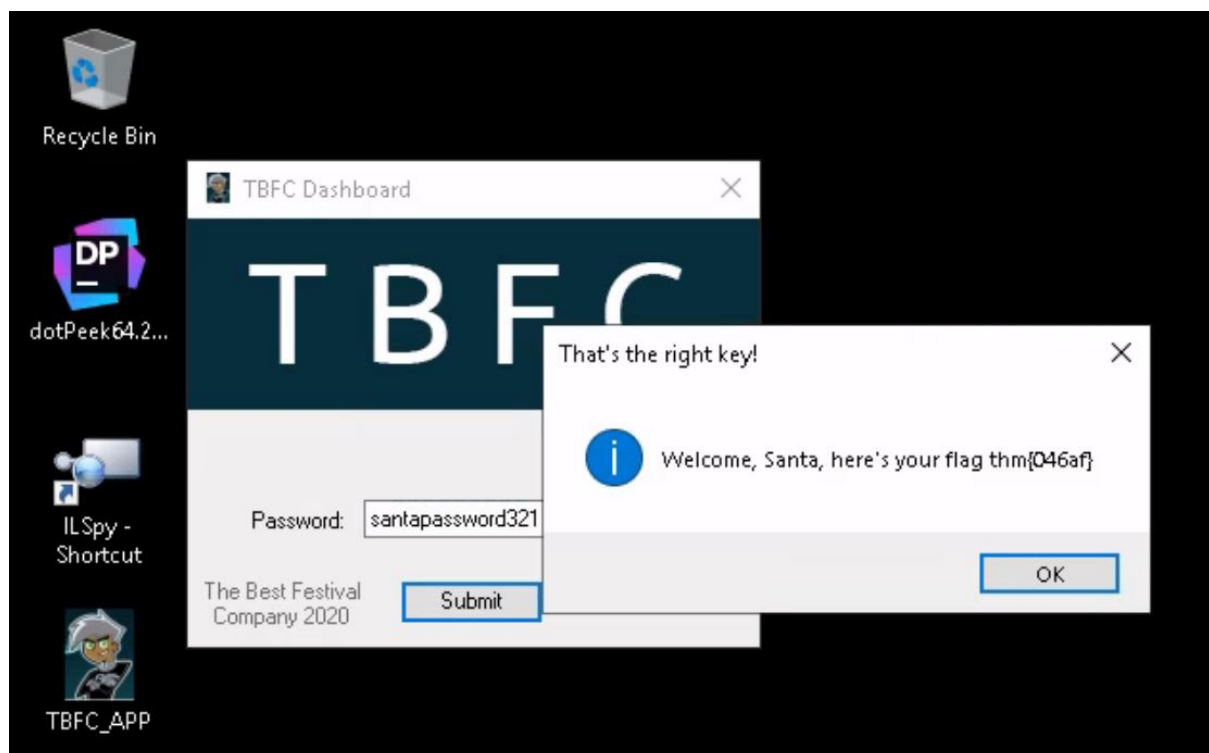 Recycle Bin
TBFC Dashboard
DP
TBFC
dotPeek64.2...
That's the right key!
Welcome, Santa, here's your flag thm{046af}
ILSpy -
Shortcut
Password: santapassword321
OK
The Best Festival
Company 2020
Submit
TBFC_APP